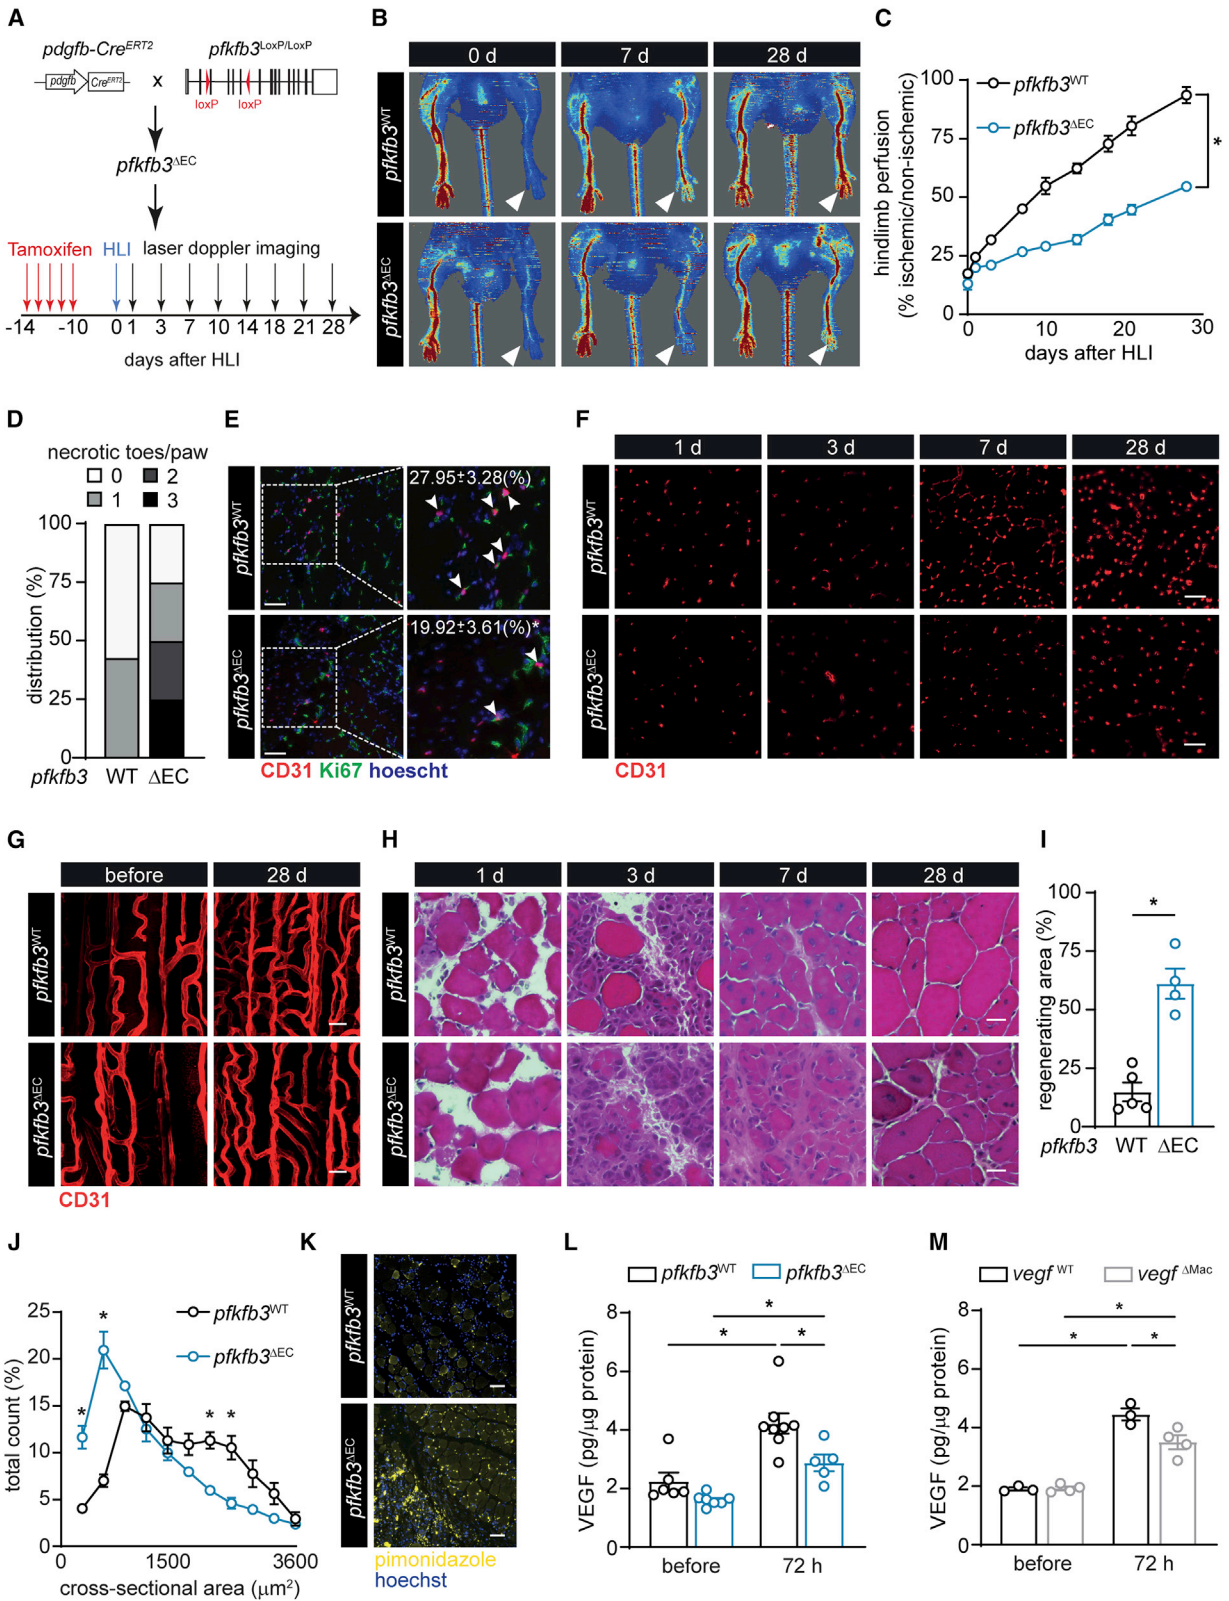 A
pdgfb-CreERT2 pfkfb3LoxP/LoxP
pdgfb CreERT2 x
loxP loxP
pfkfb3ΔEC
Tamoxifen HLI laser doppler imaging
-14 -10 0 1 3 7 10 14 18 21 28
days after HLI
B
0 d 7 d 28 d
pfkfb3WT
pfkfb3ΔEC
C
hindlimb perfusion
(% ischemic/non-ischemic)
100
75
50
25
0
0 10 20 30
days after HLI
pfkfb3WT
pfkfb3ΔEC
*
D
necrotic toes/paw
0 2
1 3
distribution (%)
100
75
50
25
0
pfkfb3 WT ΔEC
E
pfkfb3WT
27.95±3.28(%)
pfkfb3ΔEC
19.92±3.61(%)*
CD31 Ki67 hoescht
F
1 d 3 d 7 d 28 d
pfkfb3WT
pfkfb3ΔEC
CD31
G
before 28 d
pfkfb3WT
pfkfb3ΔEC
CD31
H
1 d 3 d 7 d 28 d
pfkfb3WT
pfkfb3ΔEC
I
regenerating area (%)
100
75
50
25
0
*
pfkfb3 WT ΔEC
J
total count (%)
25
20
15
10
5
0
0 1500 3600
cross-sectional area (μm2)
pfkfb3WT
pfkfb3ΔEC
* * * *
K
pfkfb3WT
pfkfb3ΔEC
pimonidazole
hoechst
L
pfkfb3WT pfkfb3ΔEC
VEGF (pg/μg protein)
8
6
4
2
0
*
* *
before 72 h
M
vegf WT vegf ΔMac
VEGF (pg/μg protein)
8
6
4
2
0
*
* *
before 72 h